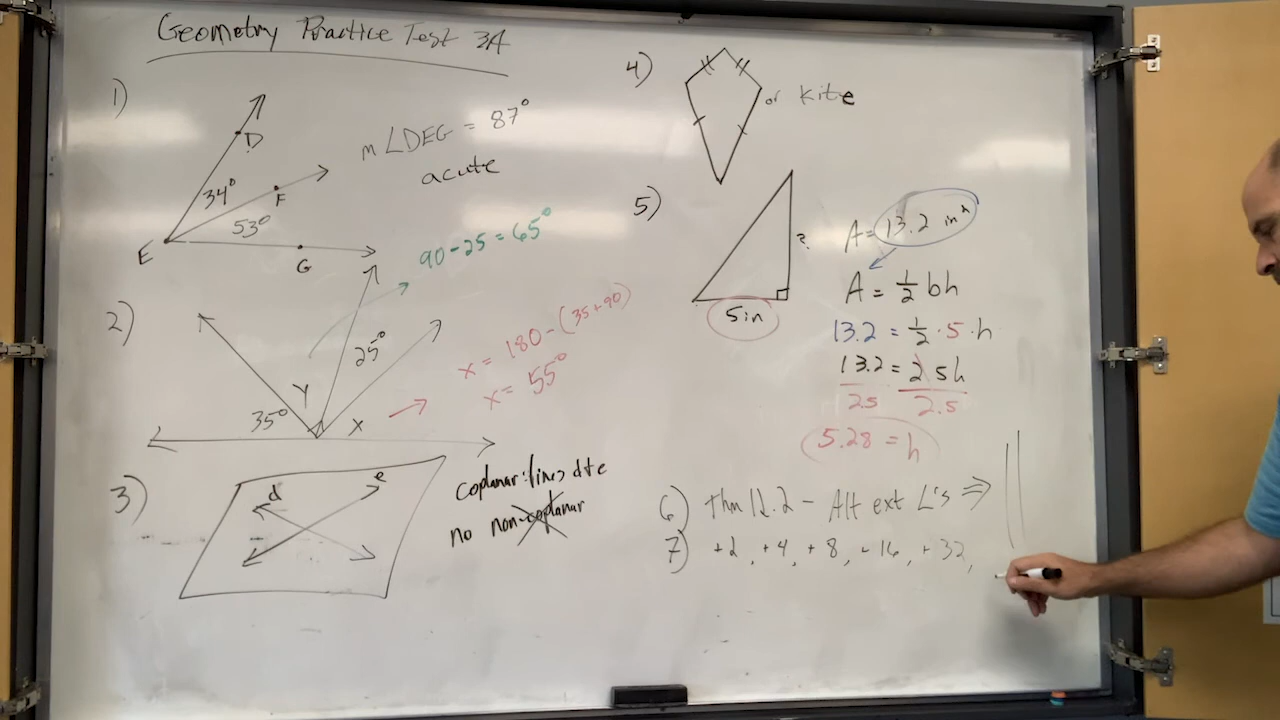 Geometry Practice Test 3A
1)
D
34°
F
53°
E
G
m∠DEG = 87°
acute
2)
90-25 = 65°
25°
Y
35°
X
x = 180-(35+90)
x = 55°
3)
d
e
coplanar: lines d+e
no non-coplanar
4)
or kite
5)
?
5in
A = 13.2 in²
A = ½ bh
13.2 = ½ · 5 · h
13.2 = 2.5h
2.5 2.5
5.28 = h
6) Thm 12.2 - Alt ext ∠'s ⇒ ||
7) +2, +4, +8, +16, +32,